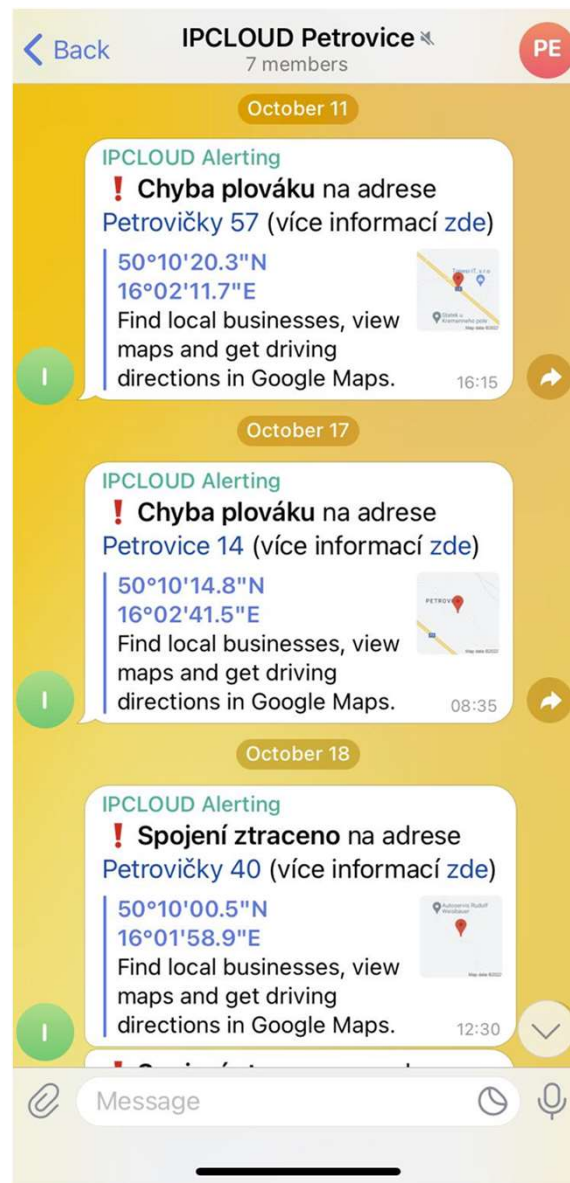 Back
IPCLOUD Petrovice
7 members
PE
October 11
IPCLOUD Alerting
❗ Chyba plováku na adrese
Petrovičky 57 (více informací zde)
50°10'20.3"N
16°02'11.7"E
Find local businesses, view
maps and get driving
directions in Google Maps.
16:15
I
October 17
IPCLOUD Alerting
❗ Chyba plováku na adrese
Petrovice 14 (více informací zde)
50°10'14.8"N
16°02'41.5"E
Find local businesses, view
maps and get driving
directions in Google Maps.
08:35
I
October 18
IPCLOUD Alerting
❗ Spojení ztraceno na adrese
Petrovičky 40 (více informací zde)
50°10'00.5"N
16°01'58.9"E
Find local businesses, view
maps and get driving
directions in Google Maps.
12:30
I
Message